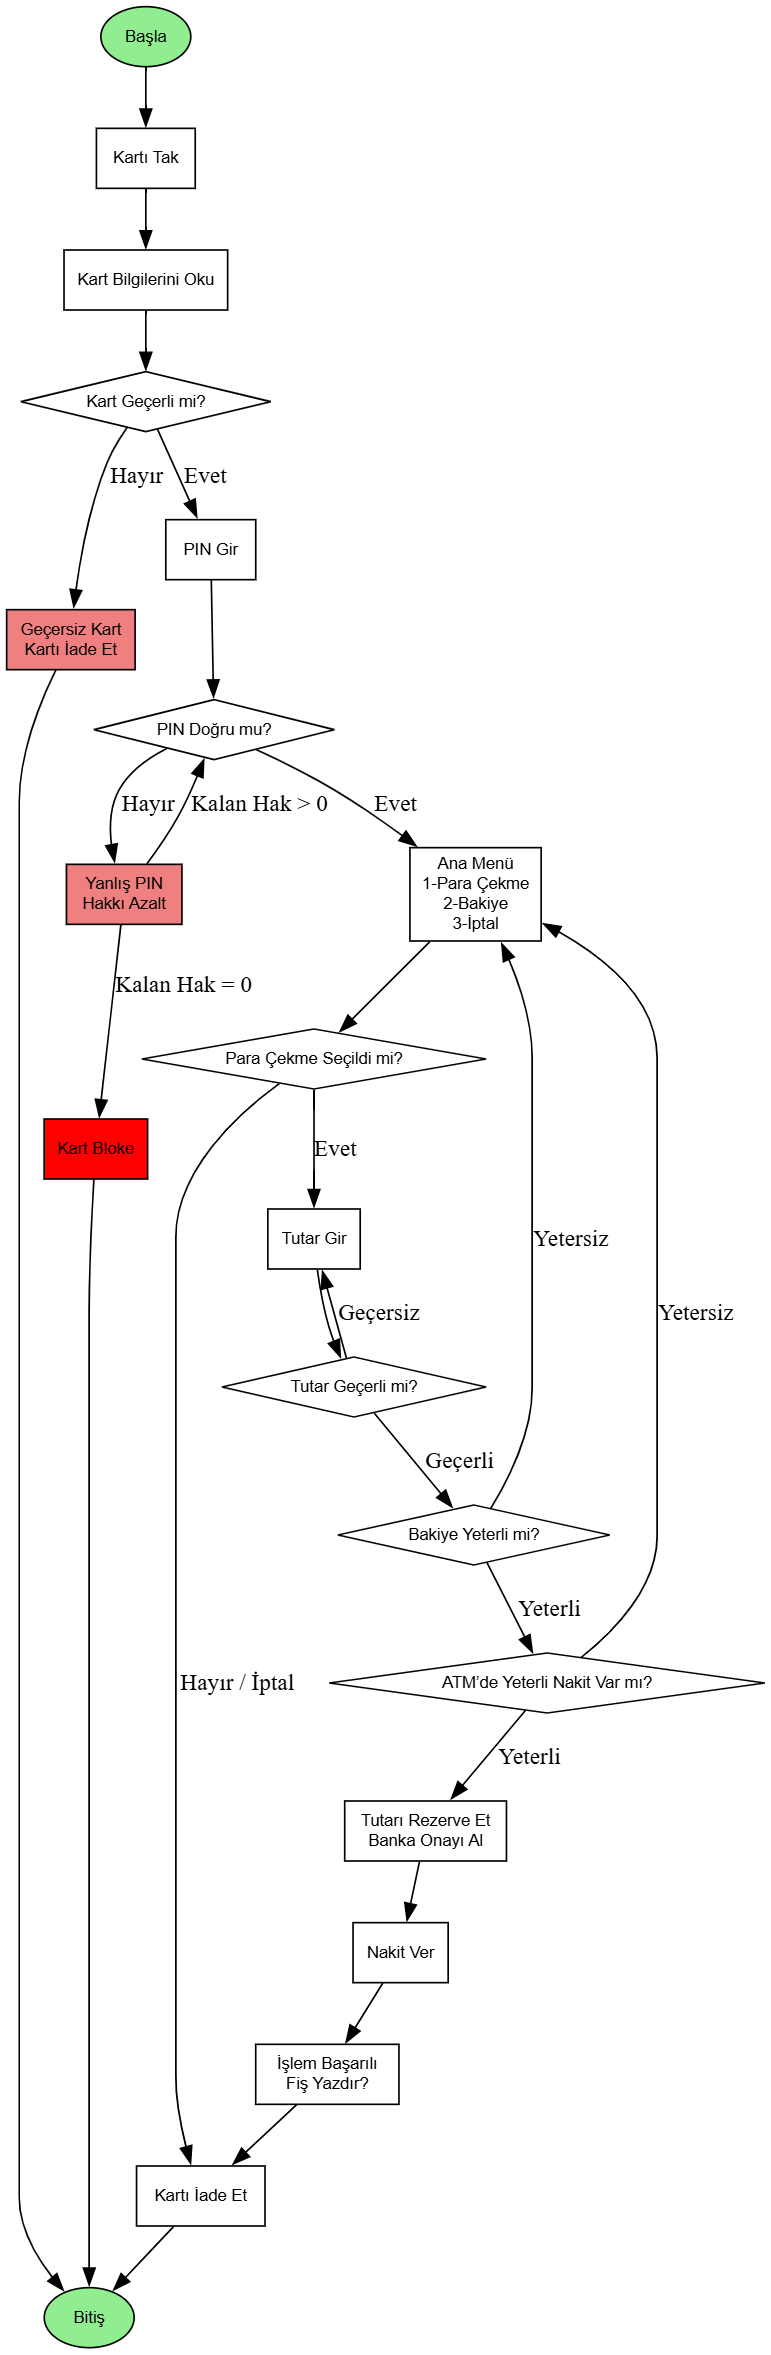 Başla
Kartı Tak
Kart Bilgilerini Oku
Kart Geçerli mi?
Hayır
Evet
PIN Gir
Geçersiz Kart
Kartı İade Et
PIN Doğru mu?
Hayır
Kalan Hak > 0
Evet
Yanlış PIN
Hakkı Azalt
Ana Menü
1-Para Çekme
2-Bakiye
3-İptal
Kalan Hak = 0
Para Çekme Seçildi mi?
Kart Bloke
Evet
Tutar Gir
Yetersiz
Geçersiz
Yetersiz
Tutar Geçerli mi?
Geçerli
Bakiye Yeterli mi?
Yeterli
Hayır / İptal
ATM’de Yeterli Nakit Var mı?
Yeterli
Tutarı Rezerve Et
Banka Onayı Al
Nakit Ver
İşlem Başarılı
Fiş Yazdır?
Kartı İade Et
Bitiş